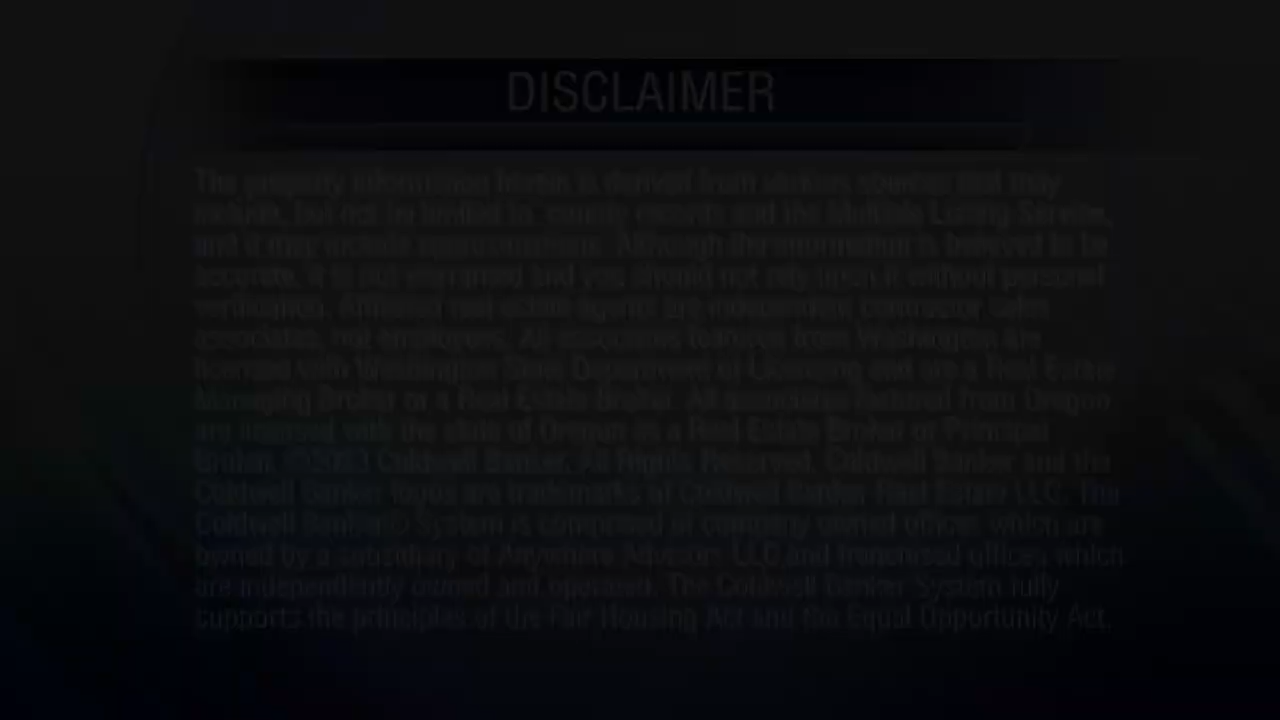 DISCLAIMER
The property information herein is derived from various sources that may
include, but not be limited to, county records and the Multiple Listing Service,
and it may include approximations. Although the information is believed to be
accurate, it is not warranted and you should not rely upon it without personal
verification. Affiliated real estate agents are independent contractor sales
associates, not employees. All associates featured from Washington are
licensed with Washington State Department of Licensing and are a Real Estate
Managing Broker or a Real Estate Broker. All associates featured from Oregon
are licensed with the state of Oregon as a Real Estate Broker or Principal
Broker. Coldwell Banker. All Rights Reserved. Coldwell Banker and the
Coldwell Banker logos are trademarks of Coldwell Banker Real Estate LLC. The
Coldwell Banker® System is comprised of company owned offices which are
owned by a subsidiary of Anywhere Advisors LLC and franchised offices which
are independently owned and operated. The Coldwell Banker System fully
supports the principles of the Fair Housing Act and the Equal Opportunity Act.